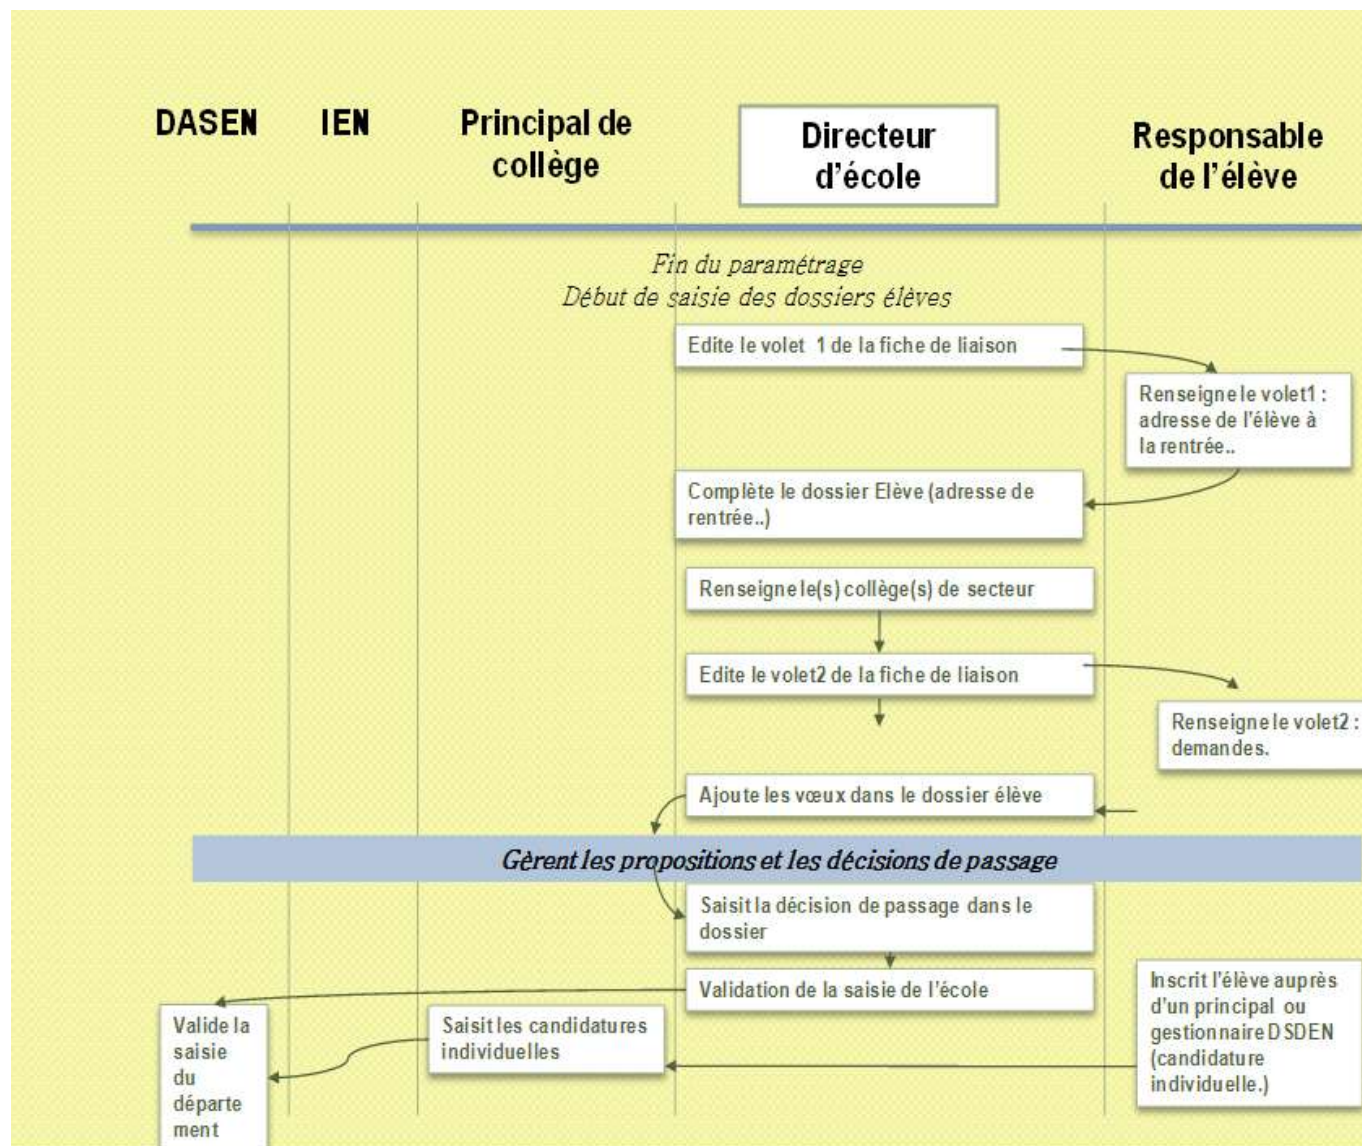 DASEN
IEN
Principal de
collège
Directeur
d'école
Responsable
de l'élève
Fin du paramétrage
Début de saisie des dossiers élèves
Edite le volet 1 de la fiche de liaison
Renseigne le volet1 :
adresse de l'élève à
la rentrée..
Complète le dossier Elève (adresse de
rentrée..)
Renseigne le(s) collège(s) de secteur
Edite le volet2 de la fiche de liaison
Renseigne le volet2 :
demandes.
Ajoute les vœux dans le dossier élève
Gèrent les propositions et les décisions de passage
Saisit la décision de passage dans le
dossier
Validation de la saisie de l'école
Inscrit l'élève auprès
d'un principal ou
gestionnaire DSDEN
(candidature
individuelle.)
Saisit les candidatures
individuelles
Valide la
saisie
du
départe
ment